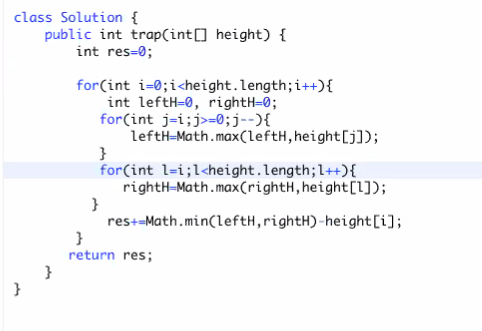 class Solution {
    public int trap(int[] height) {
        int res=0;

        for(int i=0;i<height.length;i++){
            int leftH=0, rightH=0;
           for(int j=i;j>=0;j--){
               leftH=Math.max(leftH,height[j]);
           }
           for(int l=i;l<height.length;l++){
              rightH=Math.max(rightH,height[l]);
          }
            res+=Math.min(leftH,rightH)-height[i];
        }
       return res;
    }
}